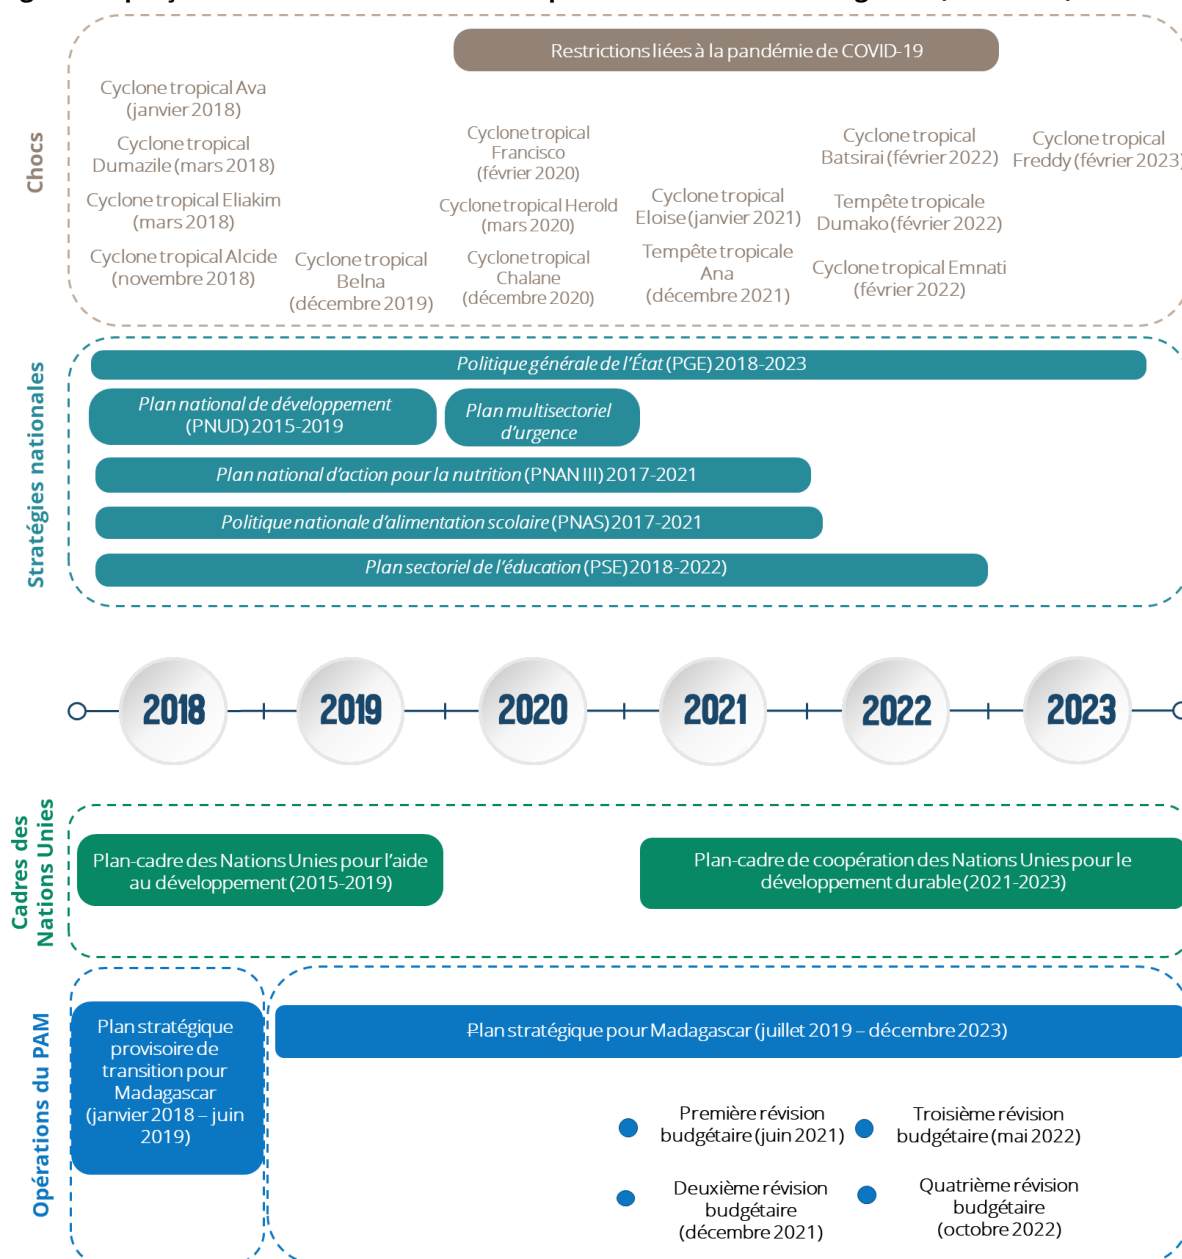 Restrictions liées à la pandémie de COVID-19
Chocs
Cyclone tropical Ava
(janvier 2018)
Cyclone tropical
Dumazile (mars 2018)
Cyclone tropical Eliakim
(mars 2018)
Cyclone tropical Alcide
(novembre 2018)
Cyclone tropical
Belna
(décembre 2019)
Cyclone tropical
Francisco
(février 2020)
Cyclone tropical Herold
(mars 2020)
Cyclone tropical
Chalane
(décembre 2020)
Cyclone tropical
Eloise (janvier 2021)
Tempête tropicale
Ana
(décembre 2021)
Cyclone tropical
Batsirai (février 2022)
Tempête tropicale
Dumako (février 2022)
Cyclone tropical Emnati
(février 2022)
Cyclone tropical
Freddy (février 2023)
Stratégies nationales
Politique générale de l’État (PGE) 2018-2023
Plan national de développement
(PNUD) 2015-2019
Plan multisectoriel
d’urgence
Plan national d’action pour la nutrition (PNAN III) 2017-2021
Politique nationale d’alimentation scolaire (PNAS) 2017-2021
Plan sectoriel de l’éducation (PSE) 2018-2022)
2018
2019
2020
2021
2022
2023
Cadres des
Nations Unies
Plan-cadre des Nations Unies pour l’aide
au développement (2015-2019)
Plan-cadre de coopération des Nations Unies pour le
développement durable (2021-2023)
Opérations du PAM
Plan stratégique
provisoire de
transition pour
Madagascar
(janvier 2018 – juin
2019)
Plan stratégique pour Madagascar (juillet 2019 – décembre 2023)
Première révision
budgétaire (juin 2021)
Troisième révision
budgétaire (mai 2022)
Deuxième révision
budgétaire
(décembre 2021)
Quatrième révision
budgétaire
(octobre 2022)